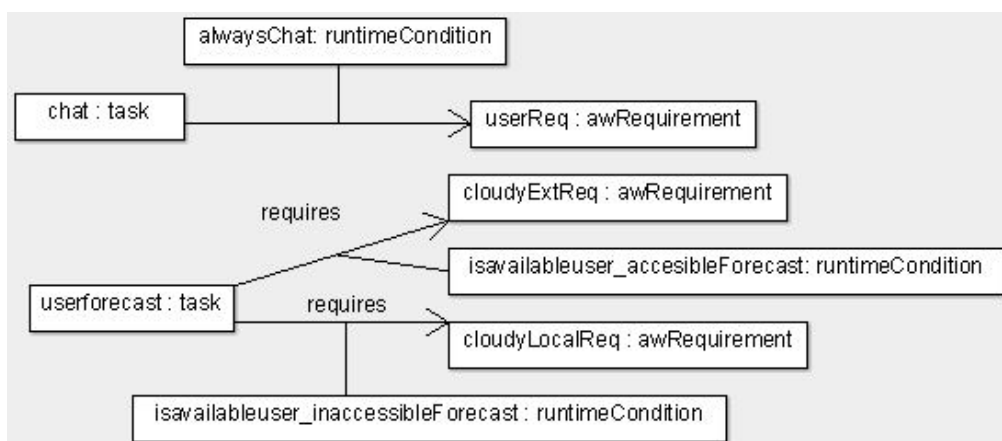 alwaysChat: runtimeCondition
chat : task
userReq : awRequirement
cloudyExtReq : awRequirement
requires
isavailableuser_accesibleForecast: runtimeCondition
userforecast : task
requires
cloudyLocalReq : awRequirement
isavailableuser_inaccessibleForecast : runtimeCondition